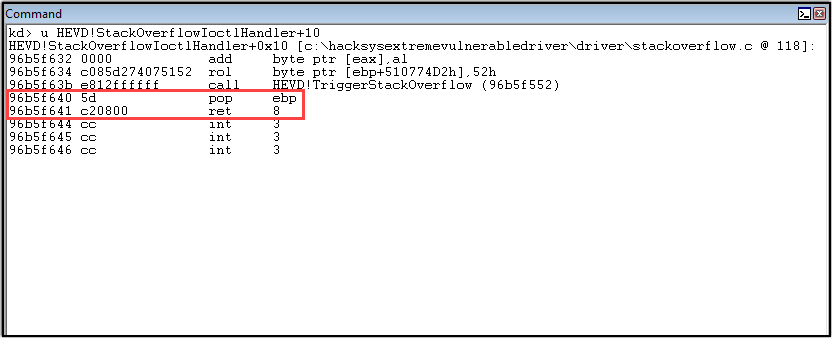 Command
kd> u HEVD!StackOverflowIoctlHandler+10
HEVD!StackOverflowIoctlHandler+0x10 [c:\hacksysextremevulnerabledriver\driver\stackoverflow.c @ 118]:
96b5f632 0000 add byte ptr [eax],al
96b5f634 c085d274075152 rol byte ptr [ebp+510774D2h],52h
96b5f63b e812ffffff call HEVD!TriggerStackOverflow (96b5f552)
96b5f640 5d pop ebp
96b5f641 c20800 ret 8
96b5f644 cc int 3
96b5f645 cc int 3
96b5f646 cc int 3